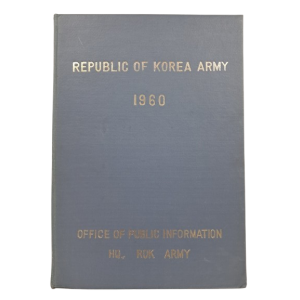 REPUBLIC OF KOREA ARMY
1960
OFFICE OF PUBLIC INFORMATION
HQ, ROK ARMY